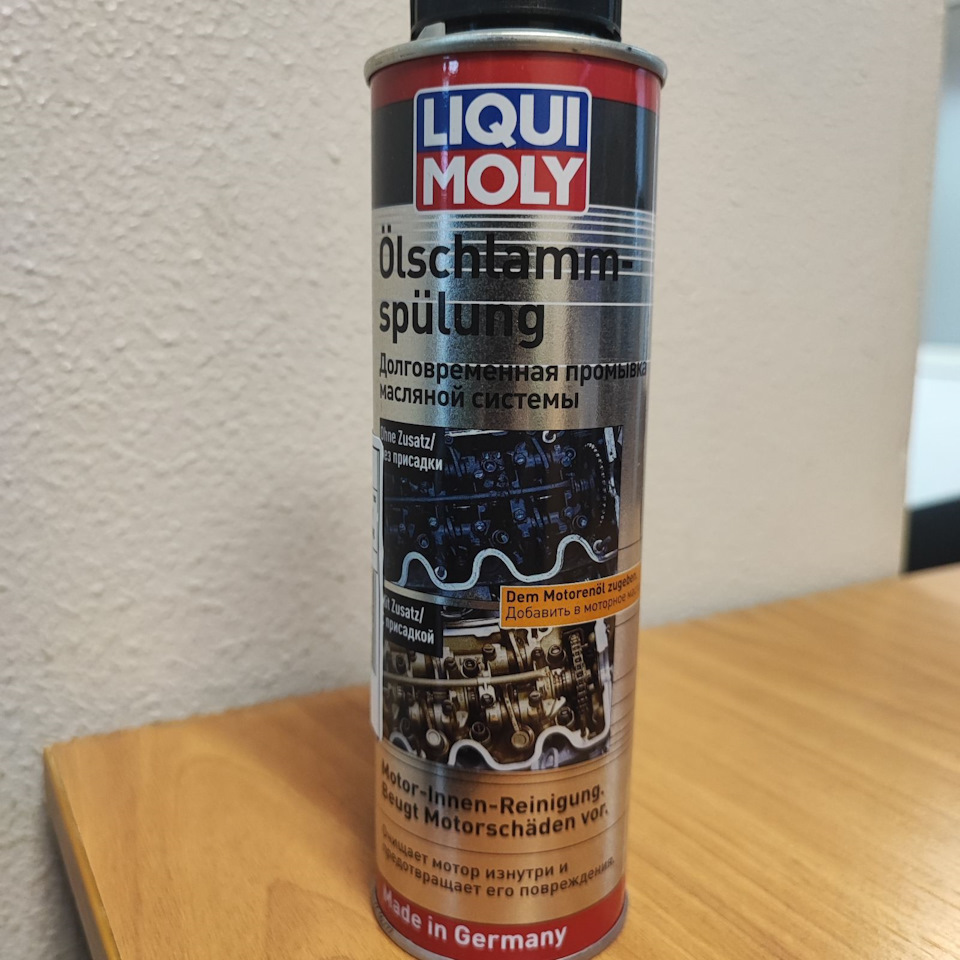 LIQUI
MOLY
Ölschlamm-
spülung
Долговременная промывка
масляной системы
Ohne Zusatz/
без присадки
Dem Motorenöl zugeben.
Добавить в моторное
Mit Zusatz/
присадкой
Motor-Innen-Reinigung.
Beugt Motorschäden vor.
Очищает мотор изнутри и
предотвращает его повреждения.
Made in Germany